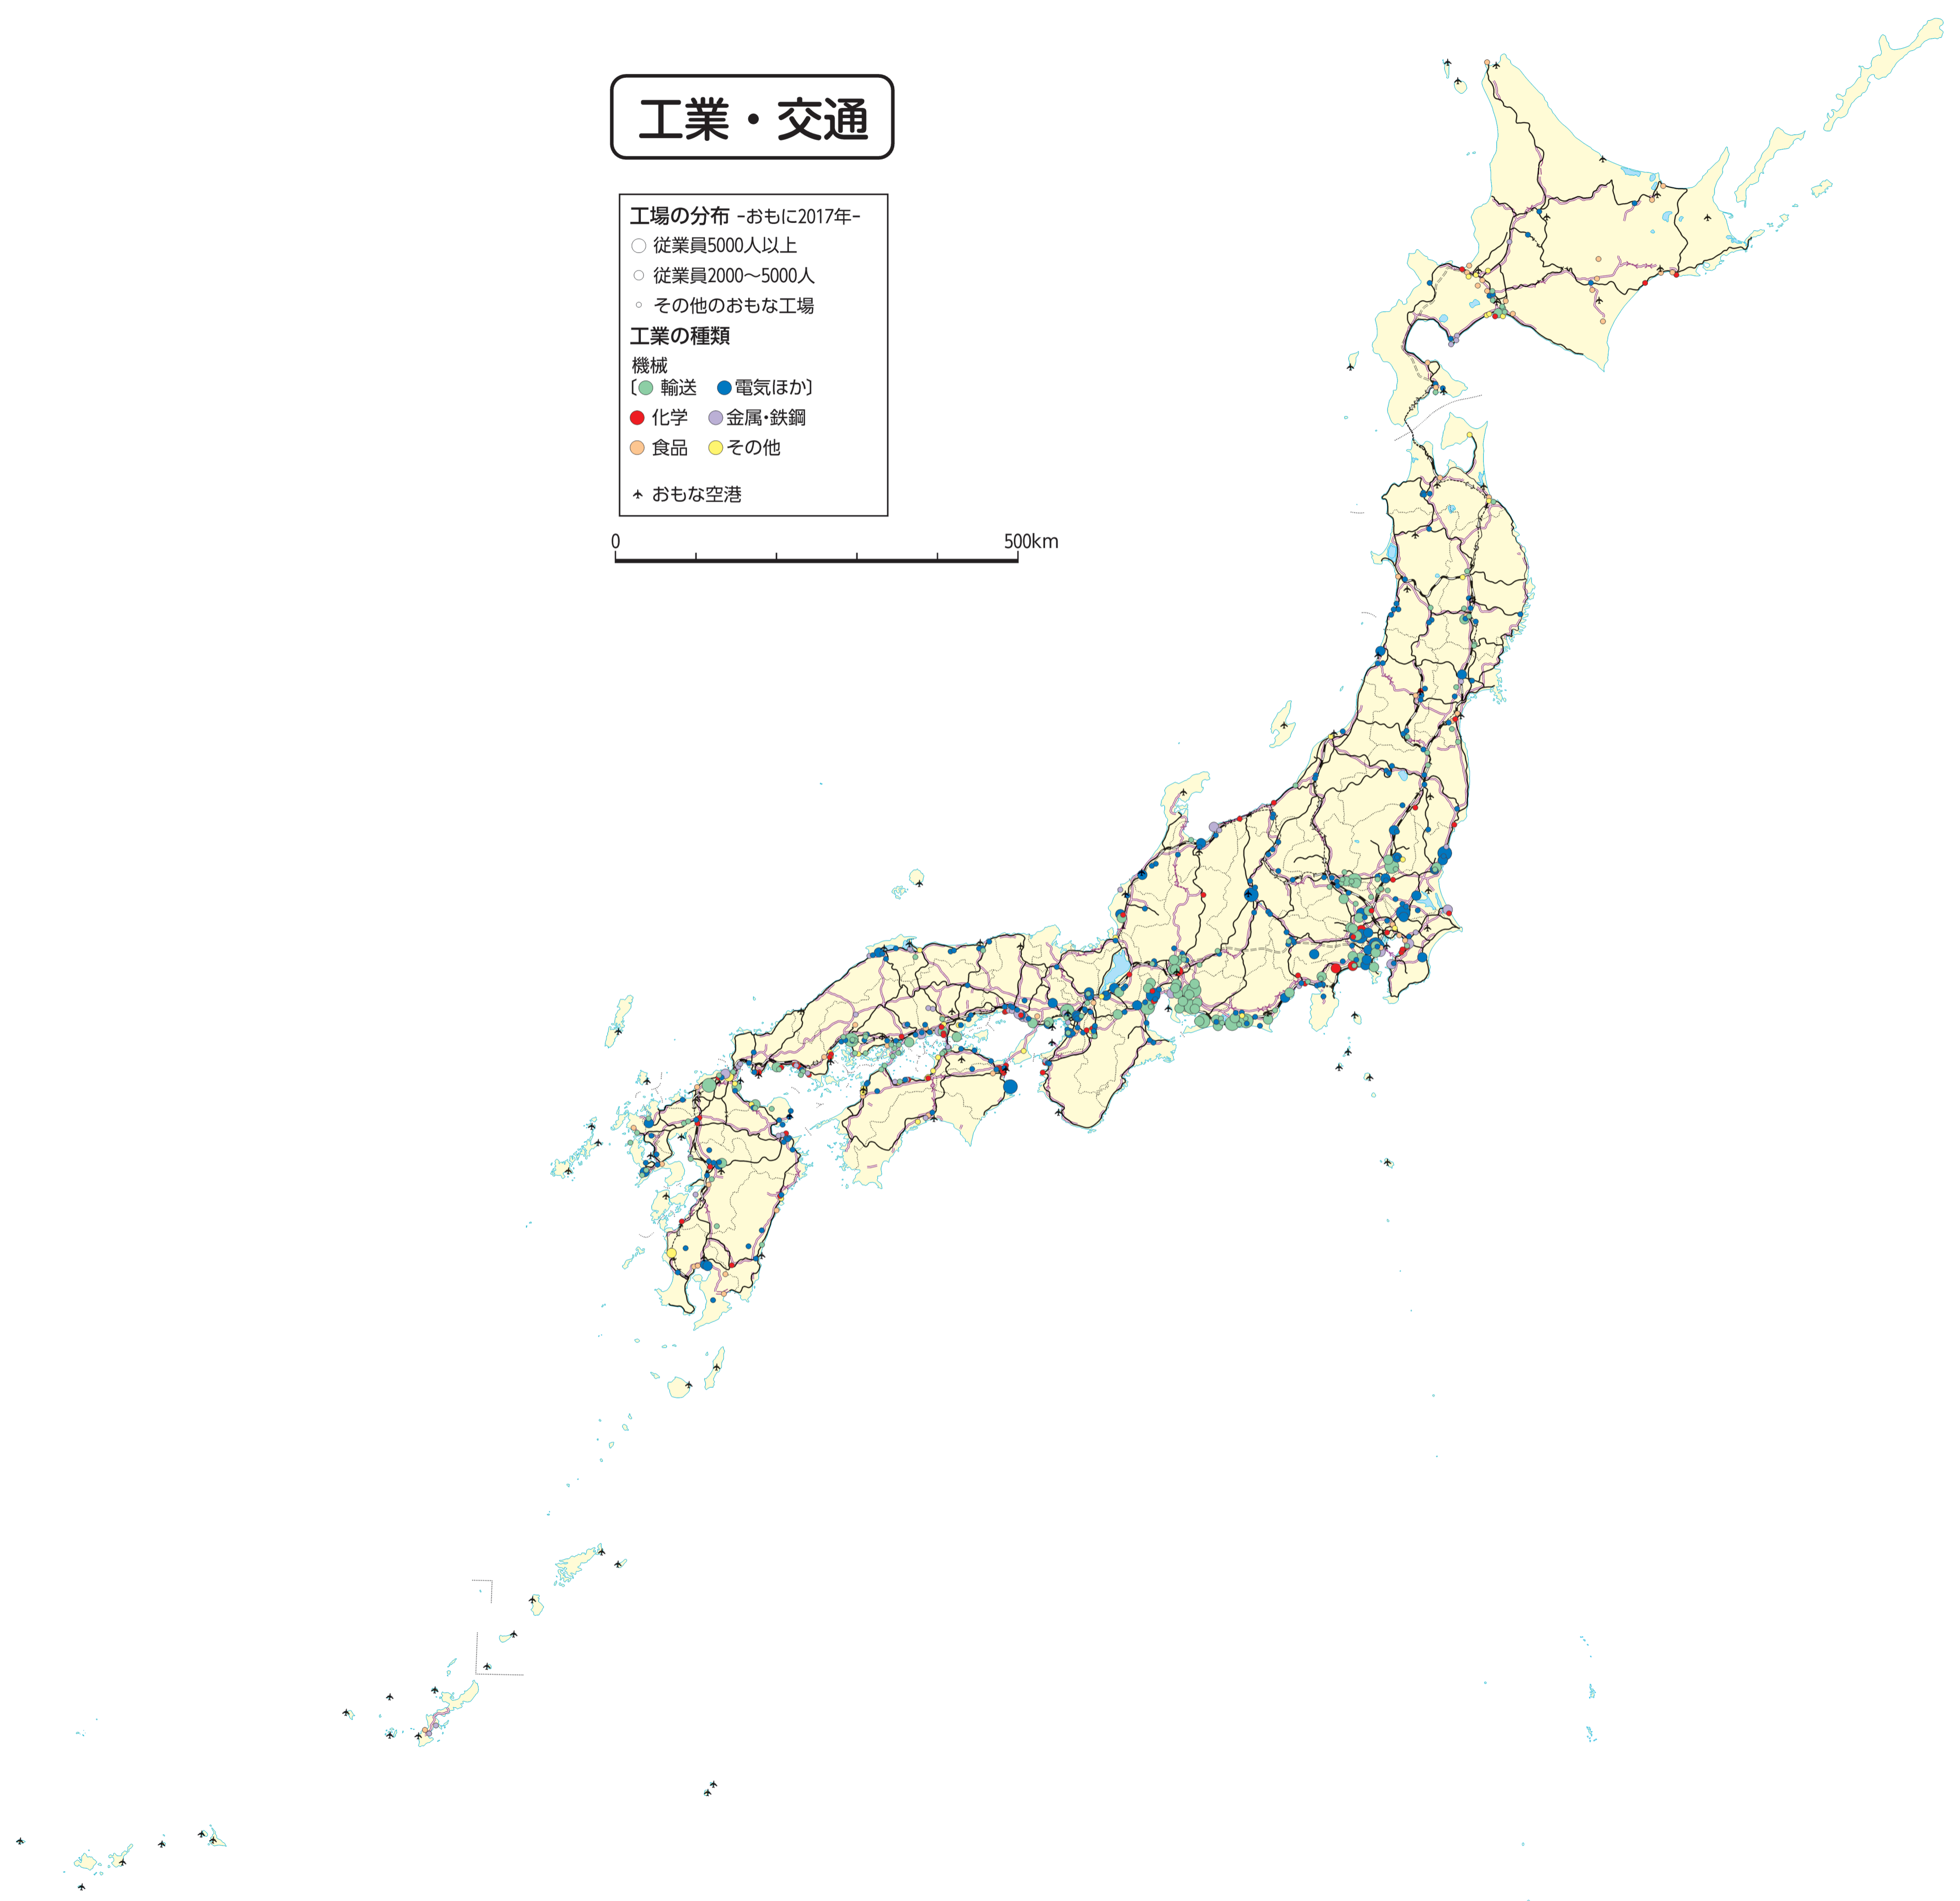 工業・交通
工場の分布 -おもに2017年-
従業員5000人以上
従業員2000〜5000人
その他のおもな工場
工業の種類
機械
〔輸送 電気ほか〕
化学 金属・鉄鋼
食品 その他
おもな空港
0 500km